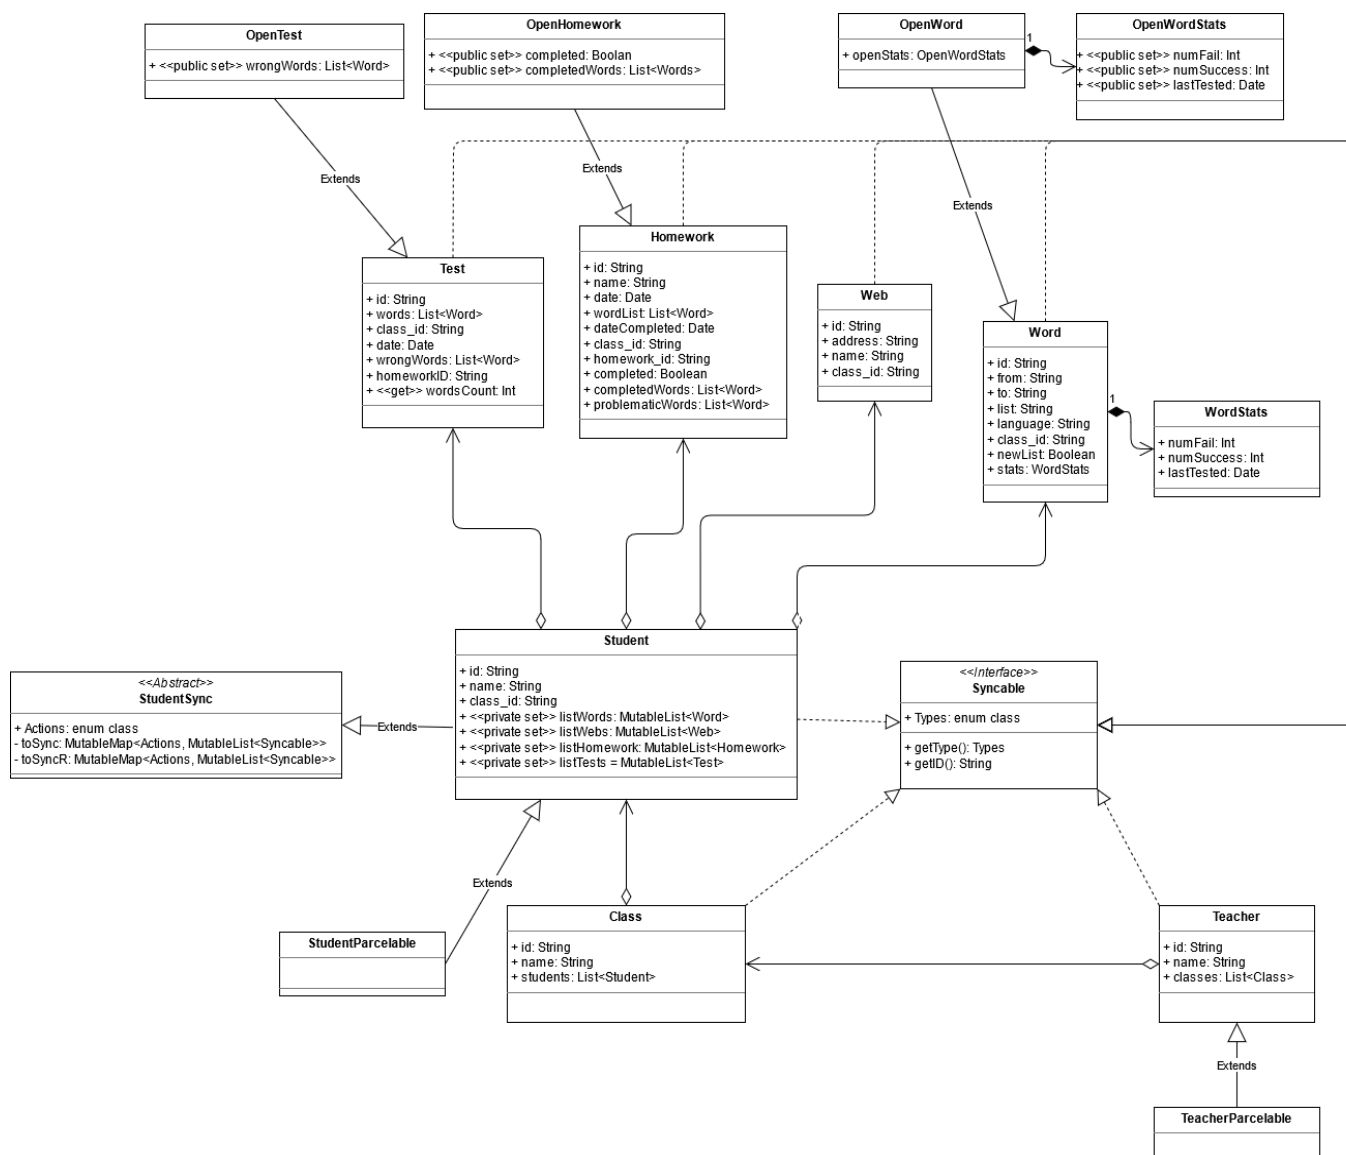 OpenTest
+ <<public set>> wrongWords: List<Word>
OpenHomework
+ <<public set>> completed: Boolan
+ <<public set>> completedWords: List<Words>
OpenWord
+ openStats: OpenWordStats
1
OpenWordStats
+ <<public set>> numFail: Int
+ <<public set>> numSuccess: Int
+ <<public set>> lastTested: Date
Extends
Extends
Extends
Test
+ id: String
+ words: List<Word>
+ class_id: String
+ date: Date
+ wrongWords: List<Word>
+ homeworkID: String
+ <<get>> wordsCount: Int
Homework
+ id: String
+ name: String
+ date: Date
+ wordList: List<Word>
+ dateCompleted: Date
+ class_id: String
+ homework_id: String
+ completed: Boolean
+ completedWords: List<Word>
+ problematicWords: List<Word>
Web
+ id: String
+ address: String
+ name: String
+ class_id: String
Word
+ id: String
+ from: String
+ to: String
+ list: String
+ language: String
+ class_id: String
+ newList: Boolean
+ stats: WordStats
1
WordStats
+ numFail: Int
+ numSuccess: Int
+ lastTested: Date
<<Abstract>>
StudentSync
+ Actions: enum class
- toSync: MutableMap<Actions, MutableList<Syncable>>
- toSyncR: MutableMap<Actions, MutableList<Syncable>>
Extends
Student
+ id: String
+ name: String
+ class_id: String
+ <<private set>> listWords: MutableList<Word>
+ <<private set>> listWebs: MutableList<Web>
+ <<private set>> listHomework: MutableList<Homework>
+ <<private set>> listTests = MutableList<Test>
<<Interface>>
Syncable
+ Types: enum class
+ getType(): Types
+ getID(): String
Extends
StudentParcelable
Class
+ id: String
+ name: String
+ students: List<Student>
Teacher
+ id: String
+ name: String
+ classes: List<Class>
Extends
TeacherParcelable